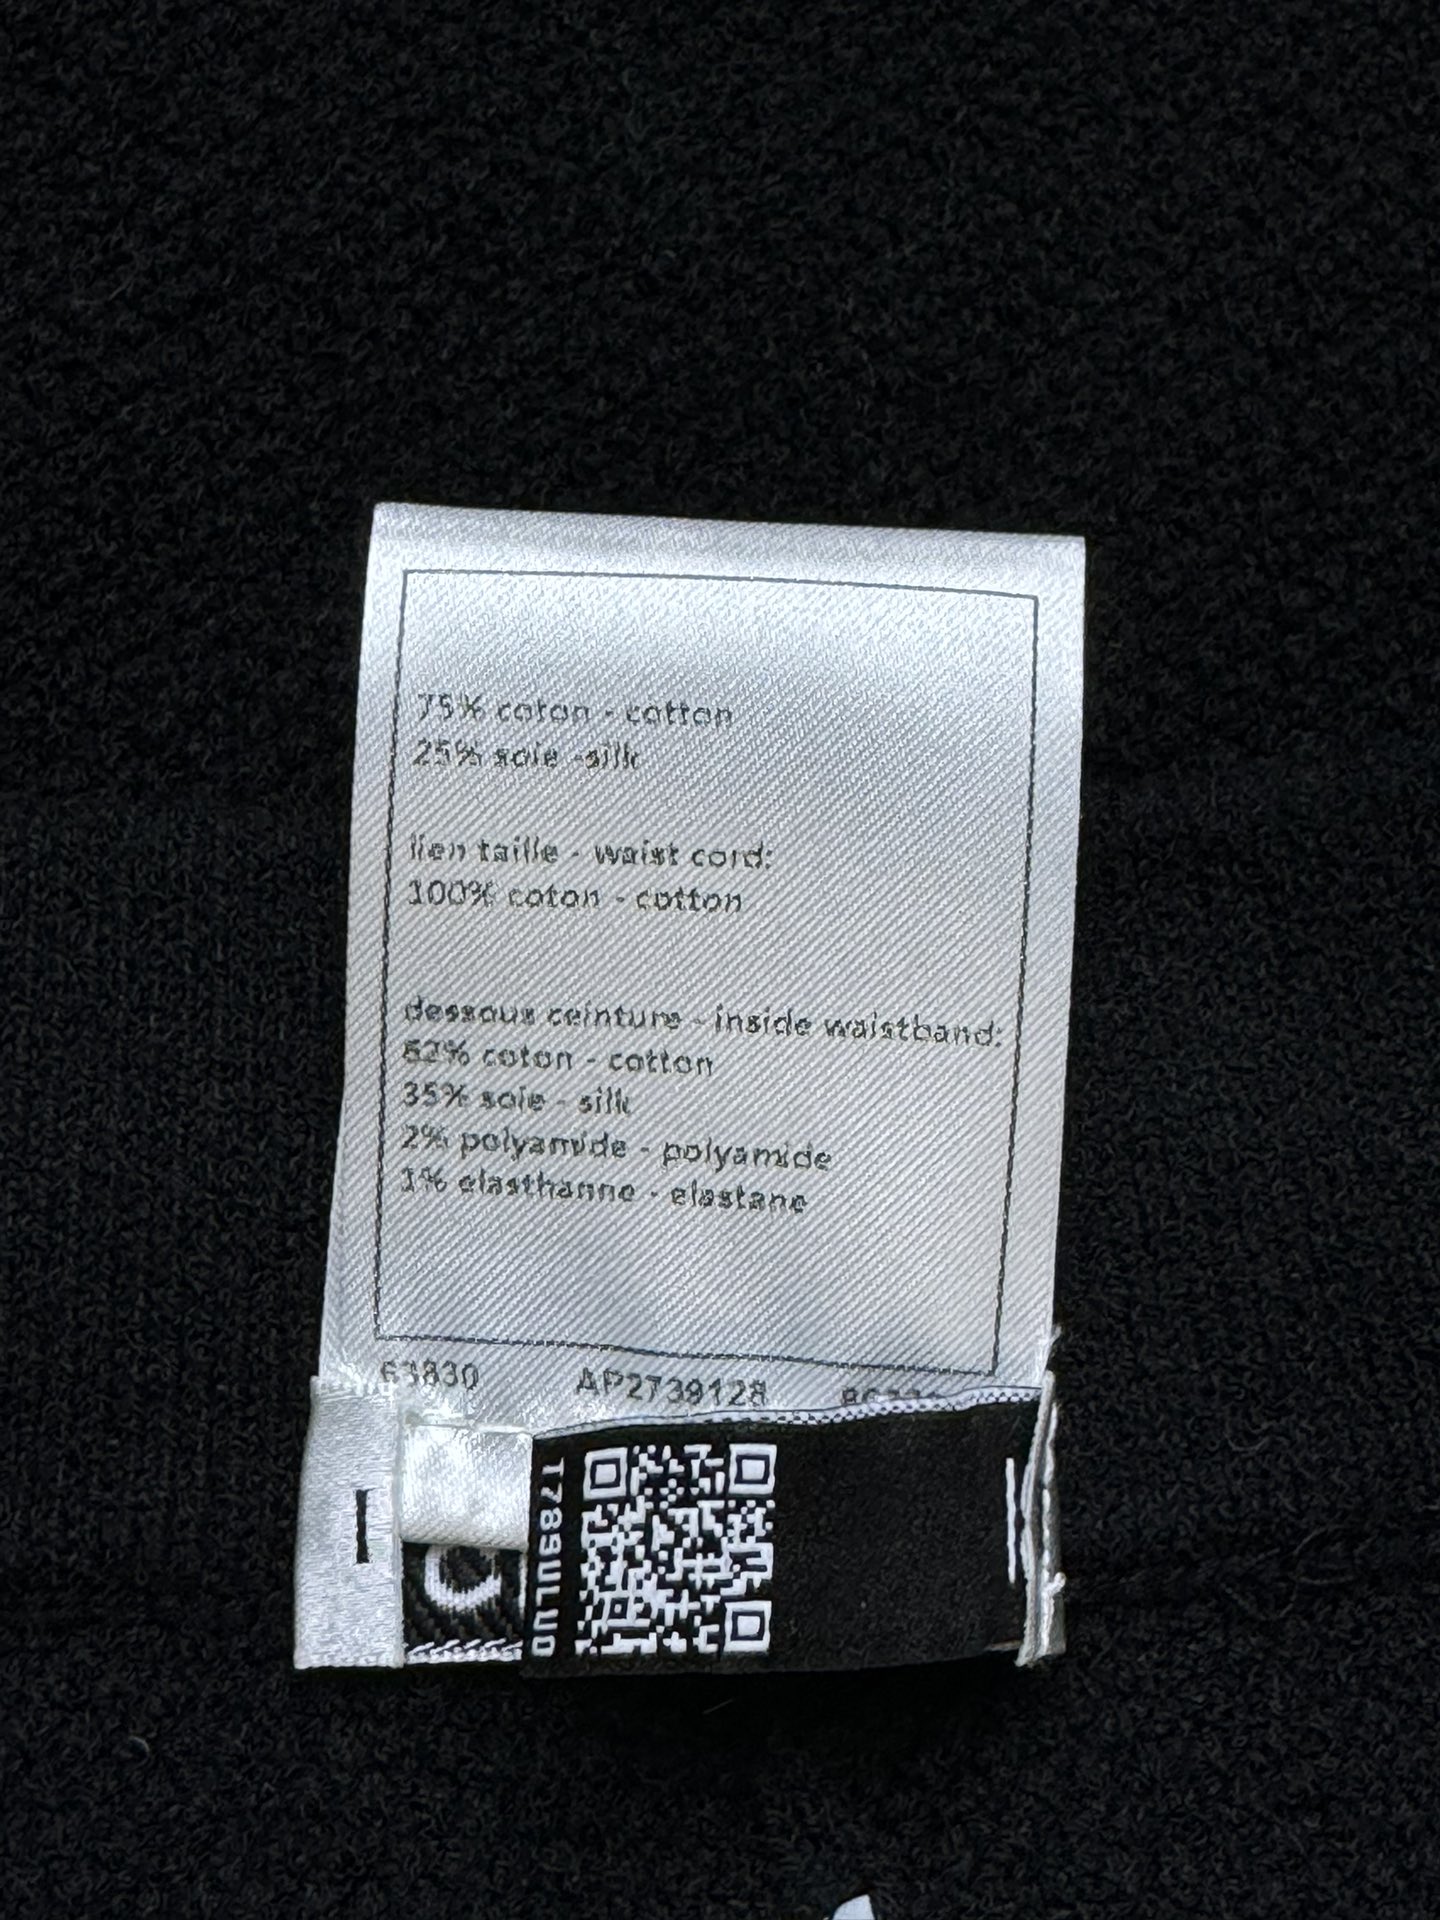 75% coton - cotton
25% soie -silk
lien taille - waist cord:
100% coton - cotton
dessous ceinture - inside waistband:
62% coton - cotton
35% soie - silk
2% polyamide - polyamide
1% elasthanne - elastane
63830 AP2739128